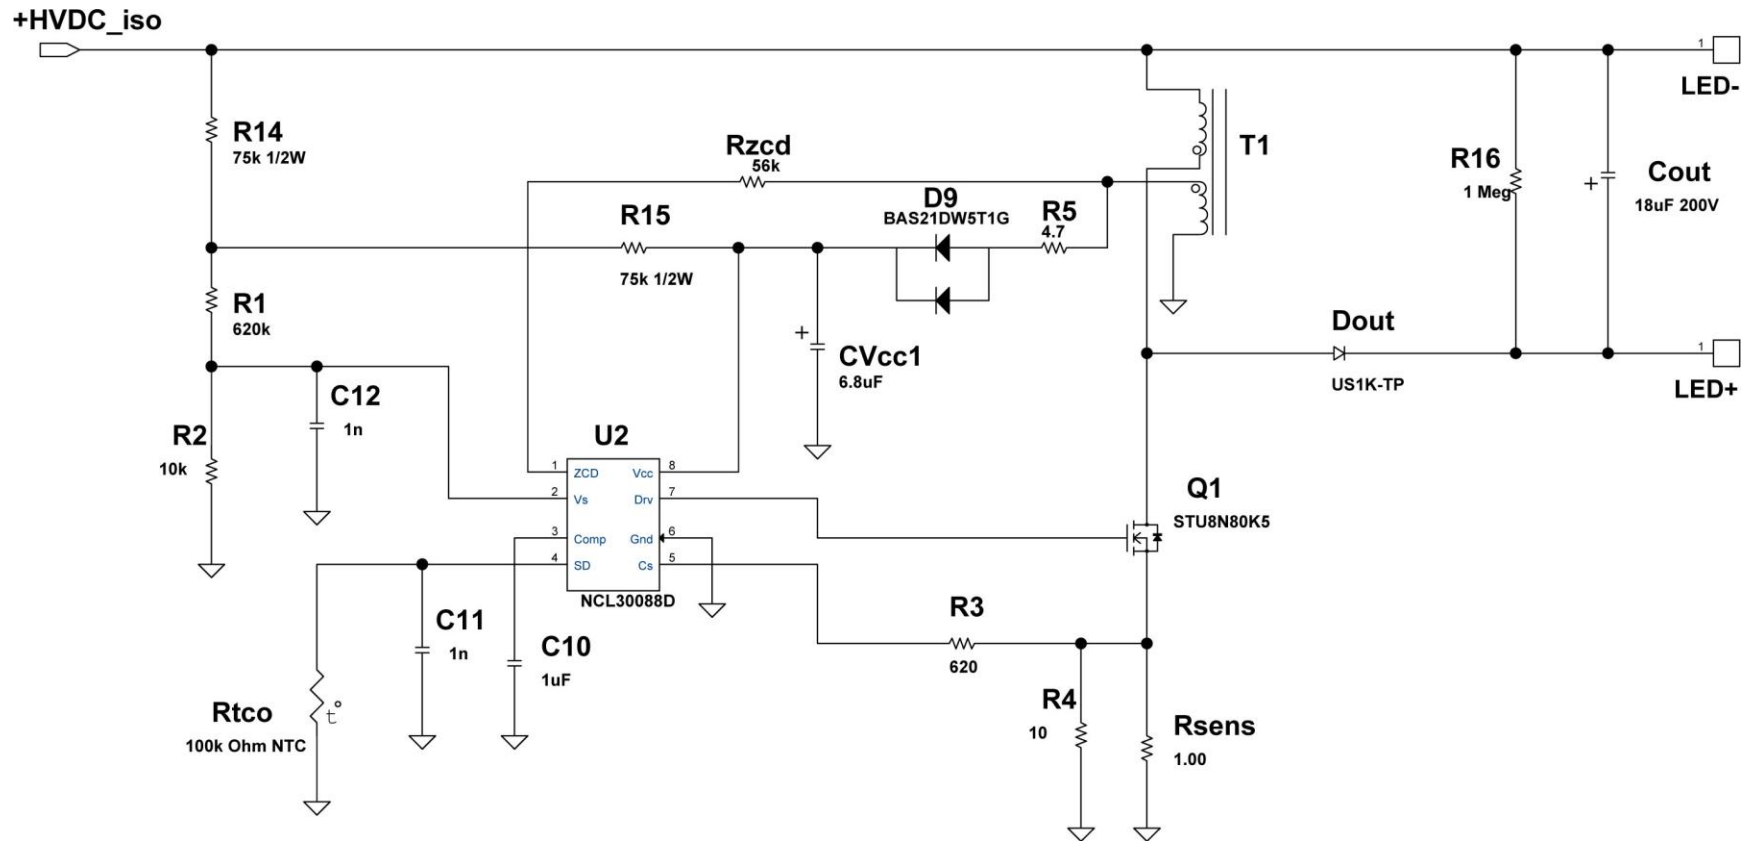 +HVDC_iso
1
LED-
R14
75k 1/2W
Rzcd
56k
T1
R16
1 Meg
+
Cout
18uF 200V
R15
75k 1/2W
D9
BAS21DW5T1G
R5
4.7
R1
620k
+
CVcc1
6.8uF
Dout
US1K-TP
1
LED+
C12
1n
R2
10k
U2
1 ZCD Vcc 8
2 Vs Drv 7
3 Comp Gnd 6
4 SD Cs 5
NCL30088D
Q1
STU8N80K5
C11
1n
C10
1uF
R3
620
Rtco
t°
100k Ohm NTC
R4
10
Rsens
1.00